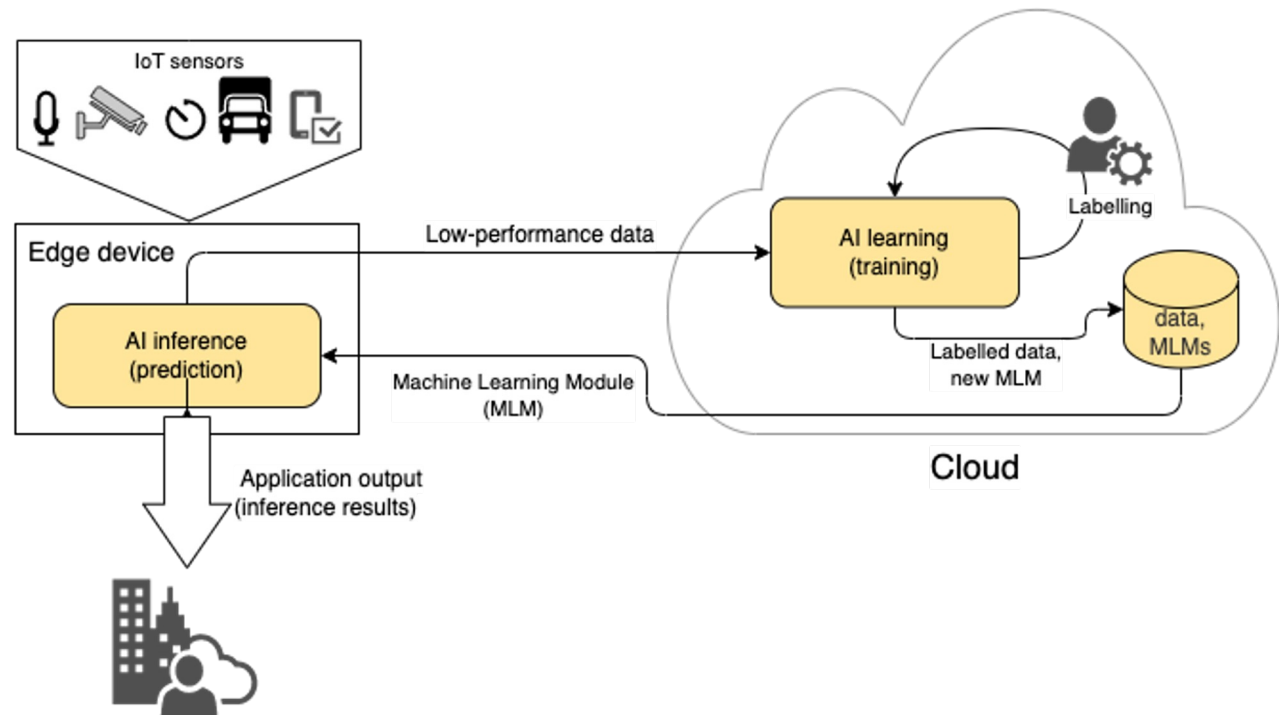 IoT sensors
Edge device
Low-performance data
AI inference
(prediction)
Machine Learning Module
(MLM)
Application output
(inference results)
AI learning
(training)
Labelling
Labelled data,
new MLM
data,
MLMs
Cloud